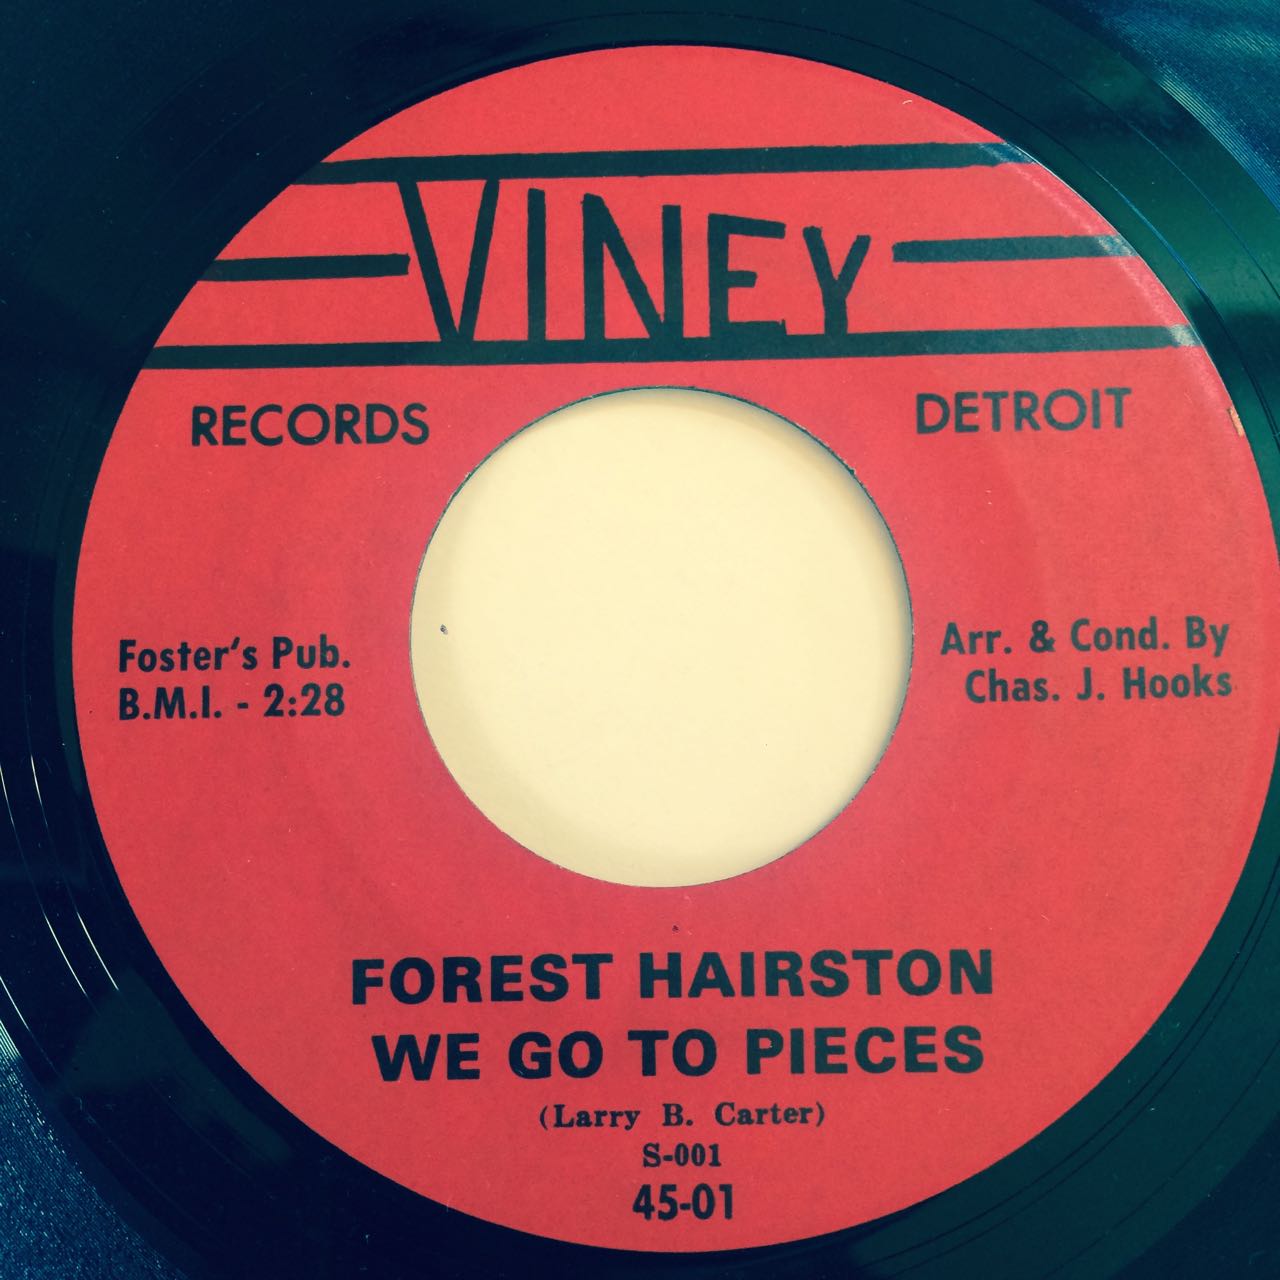 VINEY
RECORDS
DETROIT
Foster's Pub.
B.M.I. - 2:28
Arr. & Cond. By
Chas. J. Hooks
FOREST HAIRSTON
WE GO TO PIECES
(Larry B. Carter)
S-001
45-01